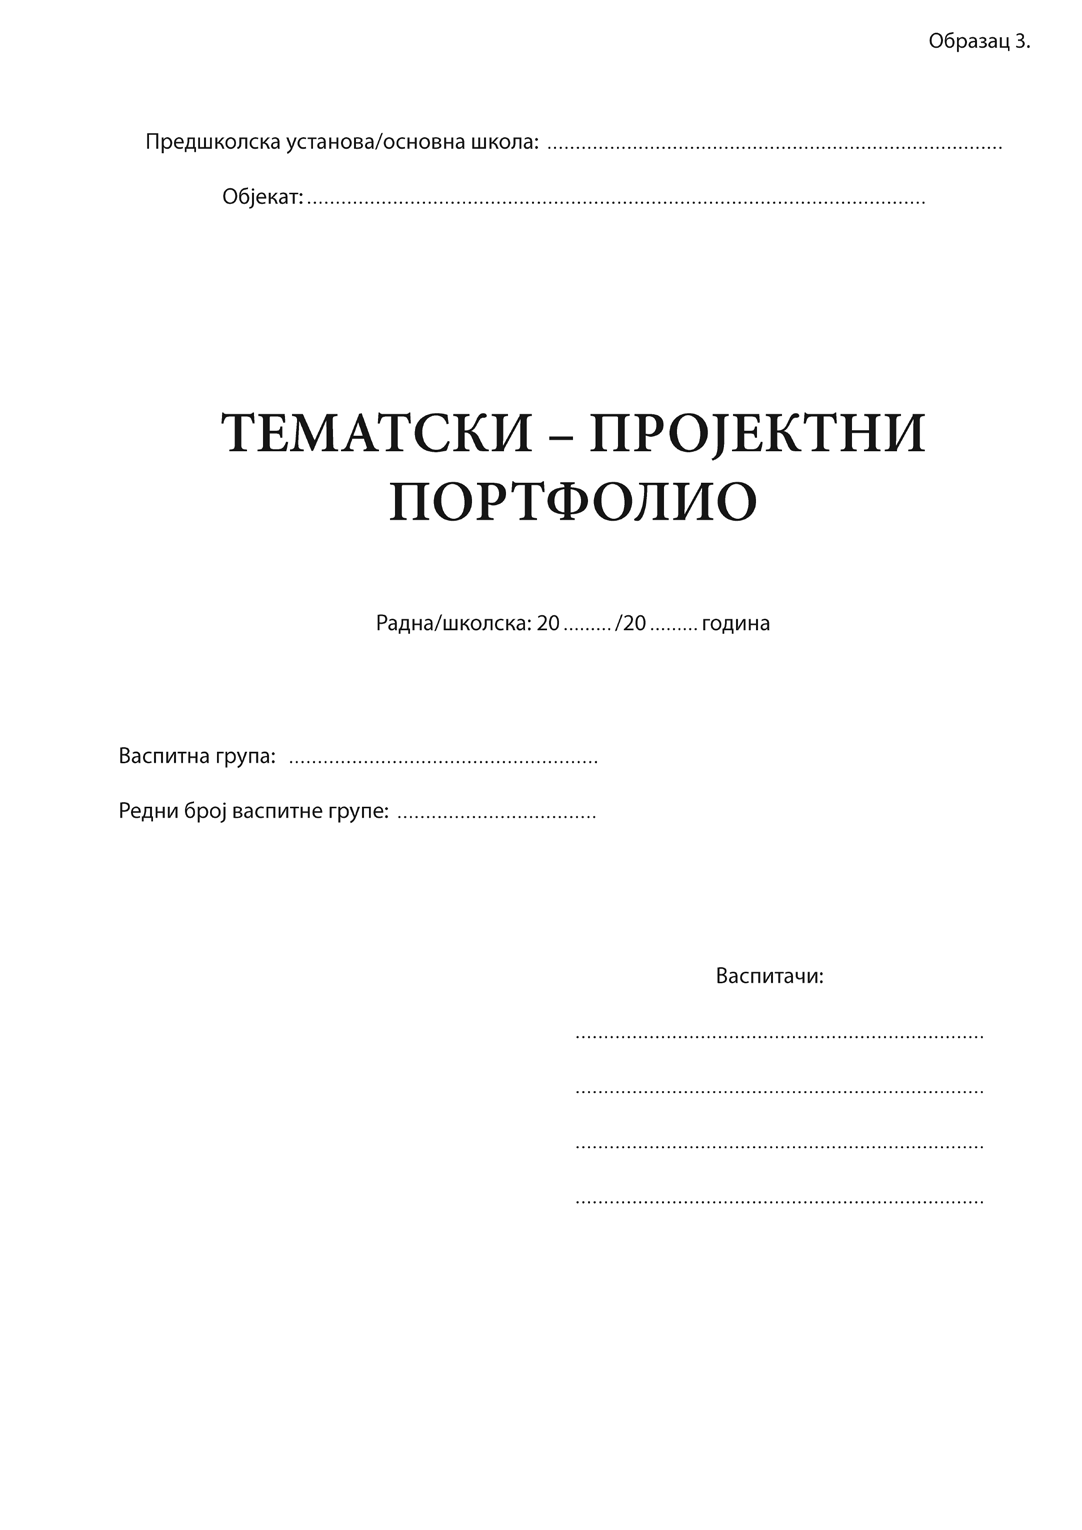 Образац 3.
Предшколска установа/основна школа: ................................................................................
Објекат: ............................................................................................................
ТЕМАТСКИ – ПРОЈЕКТНИ
ПОРТФОЛИО
Радна/школска: 20 ......... /20 ......... година
Васпитна група: ......................................................
Редни број васпитне групе: ...................................
Васпитачи:
........................................................................
........................................................................
........................................................................
........................................................................